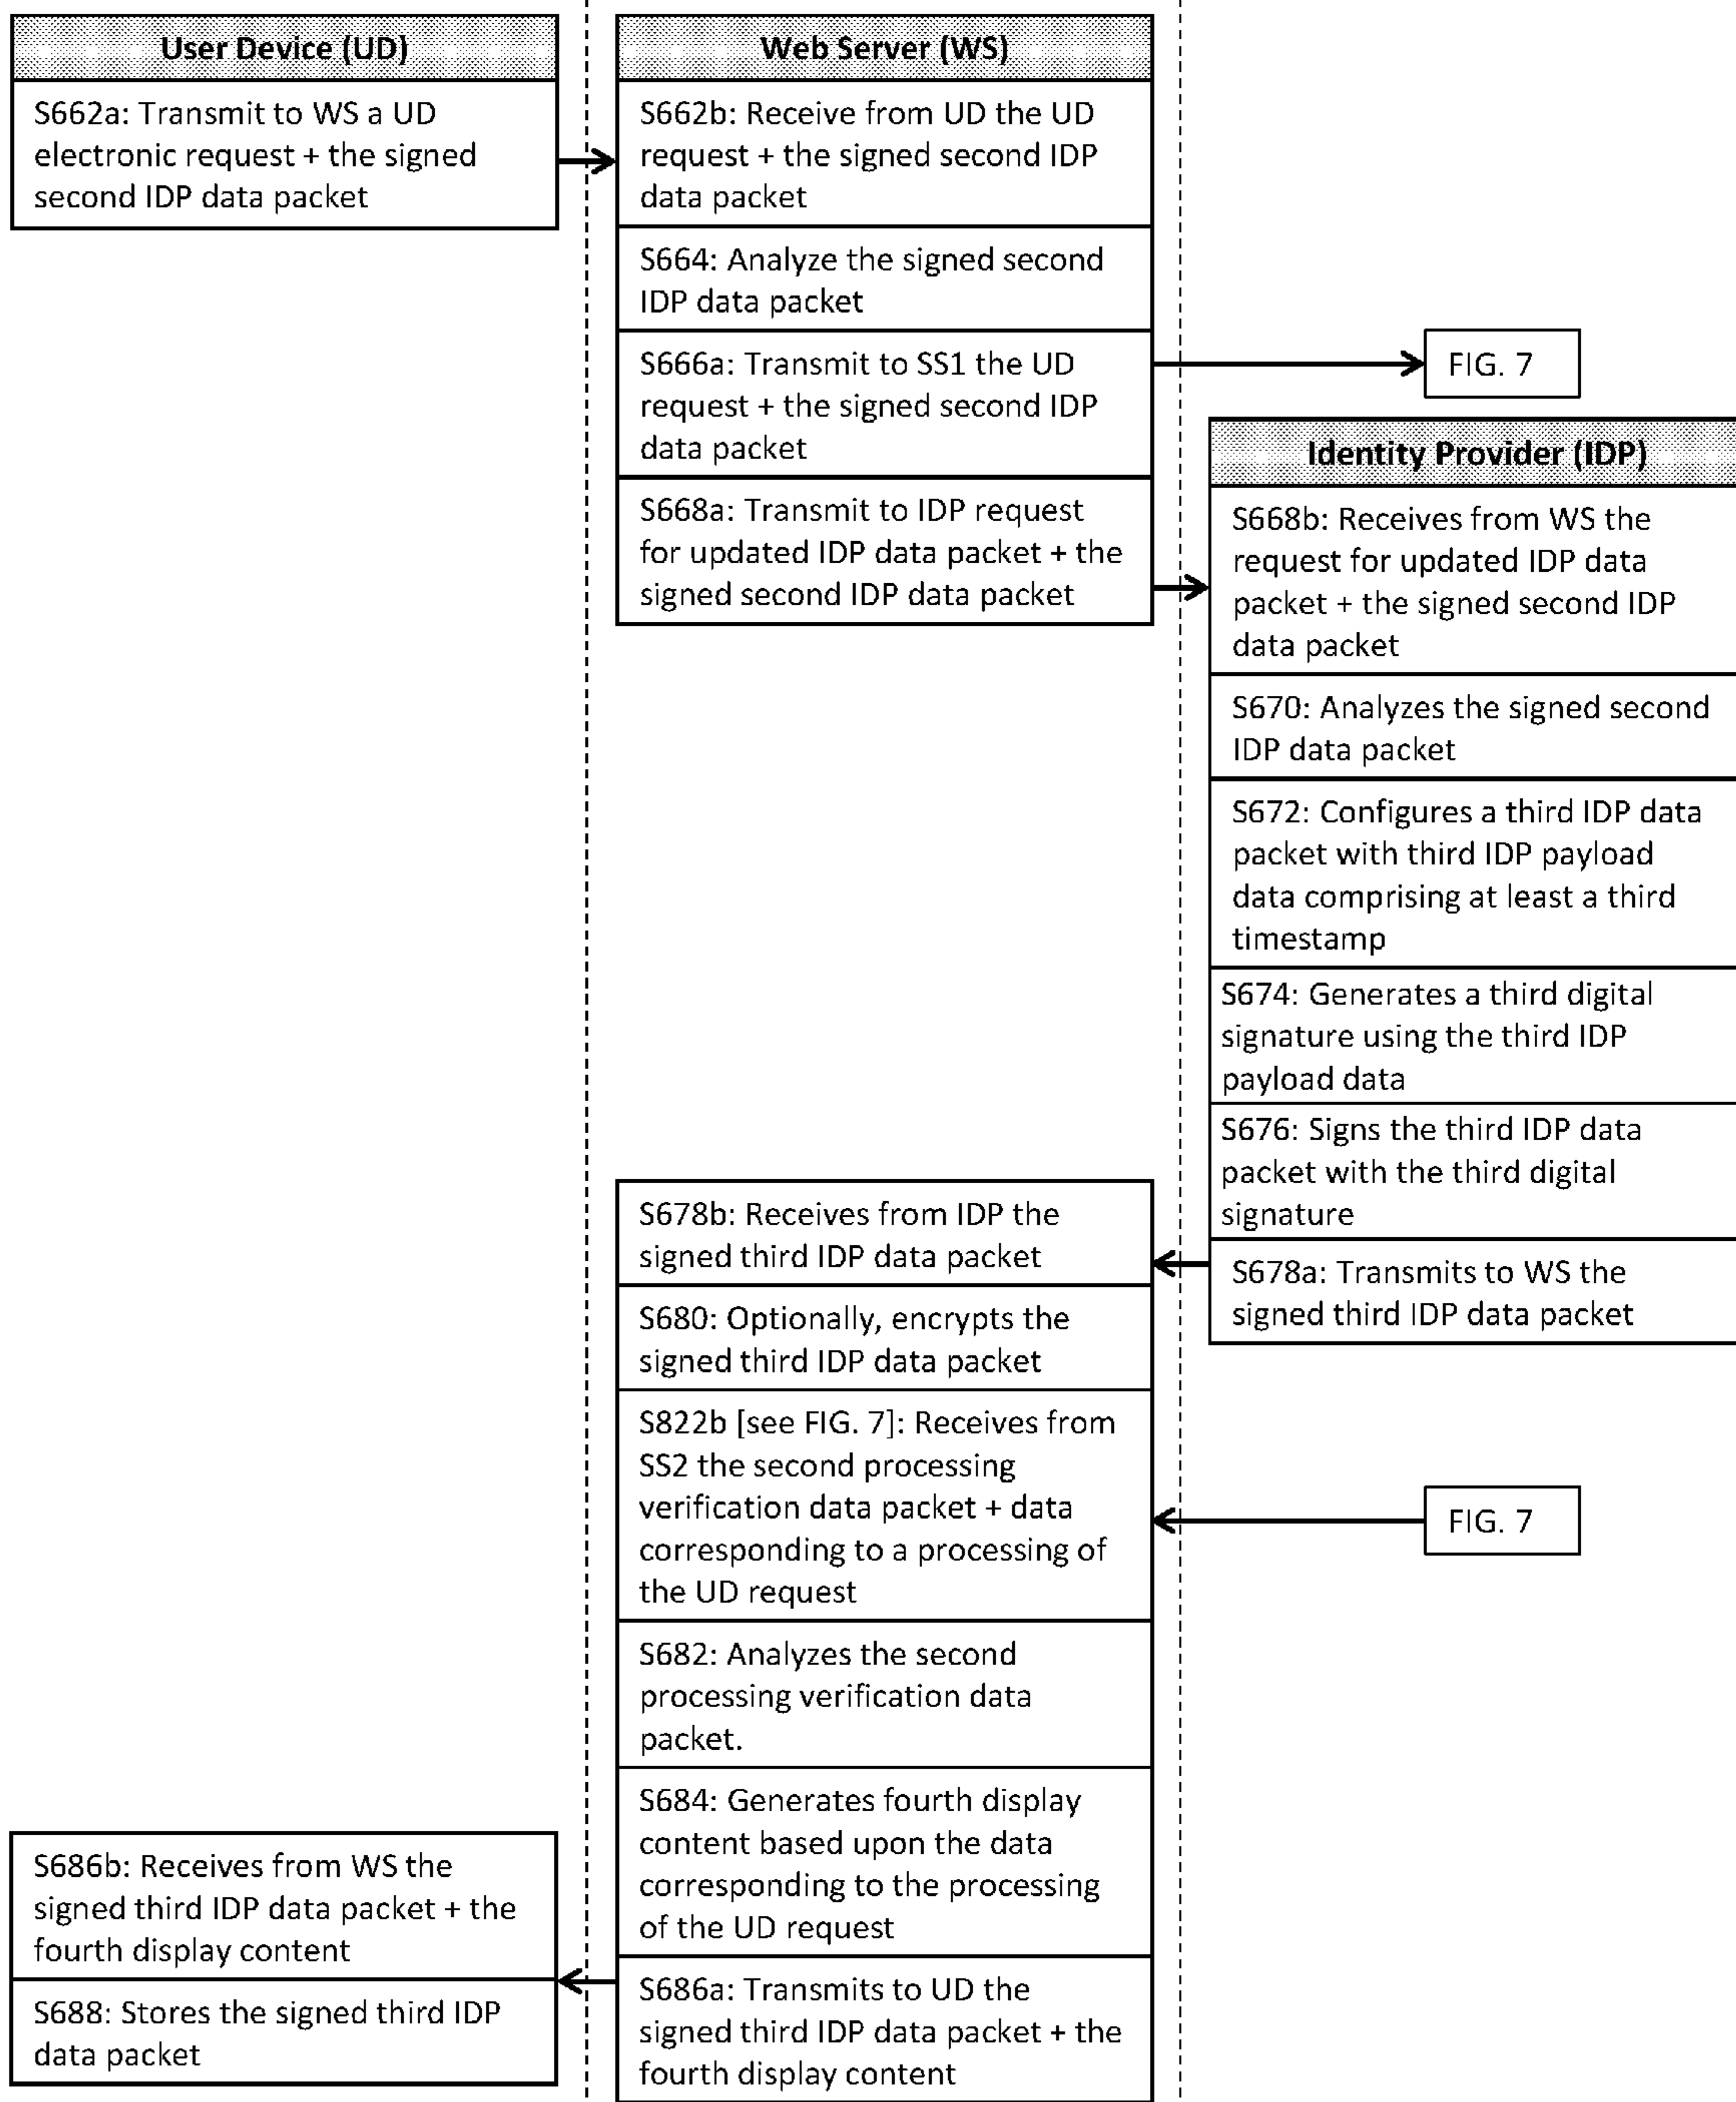 User Device (UD)
S662a: Transmit to WS a UD
electronic request + the signed
second IDP data packet
Web Server (WS)
S662b: Receive from UD the UD
request + the signed second IDP
data packet
S664: Analyze the signed second
IDP data packet
S666a: Transmit to SS1 the UD
request + the signed second IDP
data packet
FIG. 7
S668a: Transmit to IDP request
for updated IDP data packet + the
signed second IDP data packet
Identity Provider (IDP)
S668b: Receives from WS the
request for updated IDP data
packet + the signed second IDP
data packet
S670: Analyzes the signed second
IDP data packet
S672: Configures a third IDP data
packet with third IDP payload
data comprising at least a third
timestamp
S674: Generates a third digital
signature using the third IDP
payload data
S676: Signs the third IDP data
packet with the third digital
signature
S678a: Transmits to WS the
signed third IDP data packet
S678b: Receives from IDP the
signed third IDP data packet
S680: Optionally, encrypts the
signed third IDP data packet
S822b [see FIG. 7]: Receives from
SS2 the second processing
verification data packet + data
corresponding to a processing of
the UD request
FIG. 7
S682: Analyzes the second
processing verification data
packet.
S684: Generates fourth display
content based upon the data
corresponding to the processing
of the UD request
S686a: Transmits to UD the
signed third IDP data packet + the
fourth display content
S686b: Receives from WS the
signed third IDP data packet + the
fourth display content
S688: Stores the signed third IDP
data packet